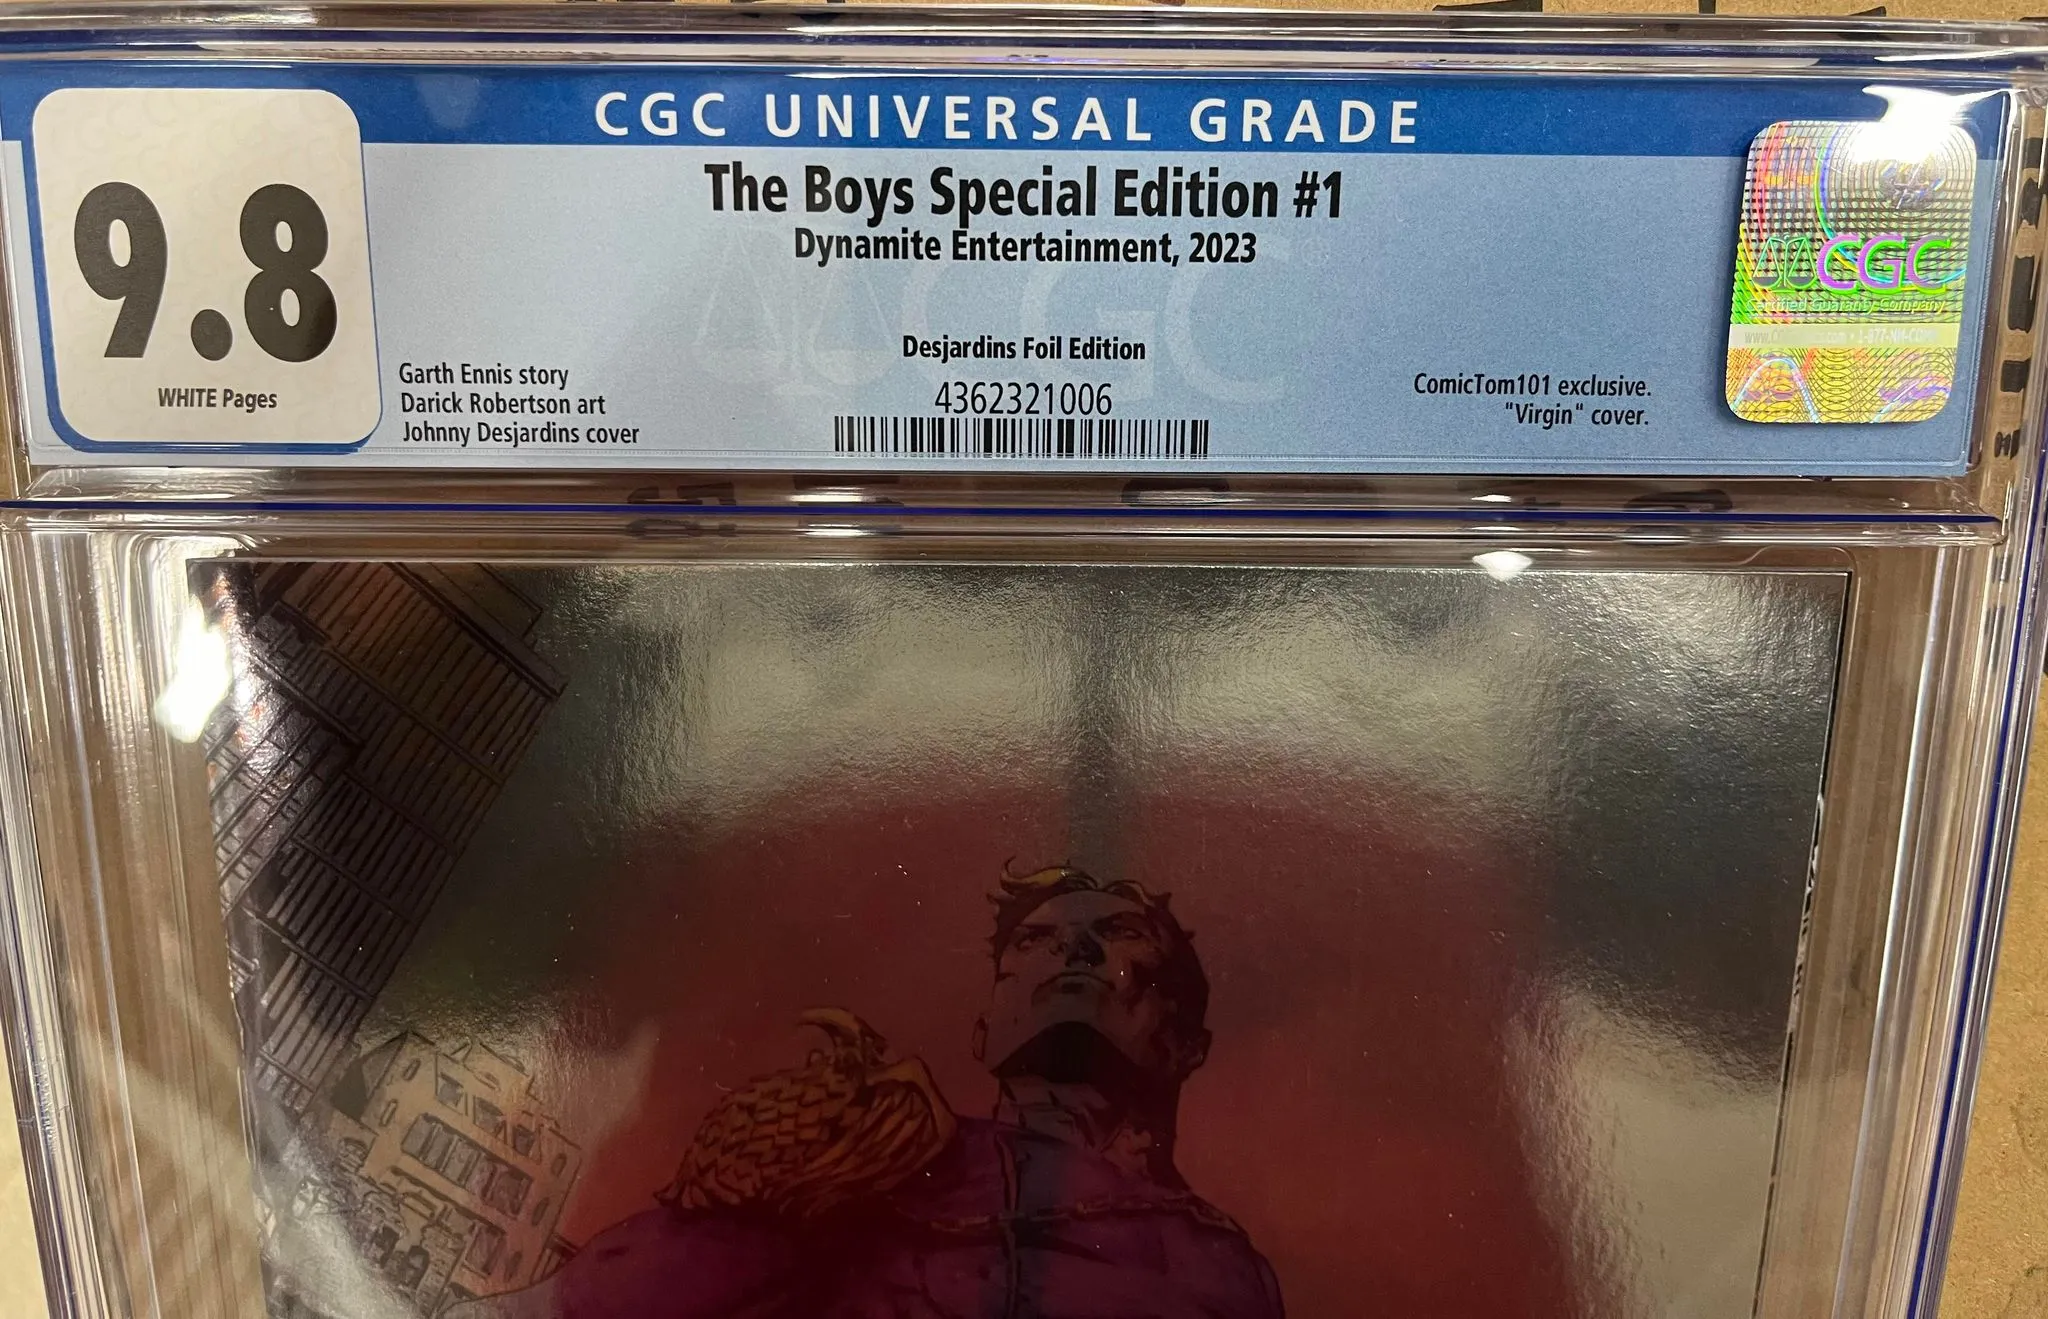 CGC UNIVERSAL GRADE
9.8
WHITE Pages
The Boys Special Edition #1
Dynamite Entertainment, 2023
Desjardins Foil Edition
4362321006
Garth Ennis story
Darick Robertson art
Johnny Desjardins cover
ComicTom101 exclusive.
"Virgin" cover.
CGC
Certified Guaranty Company
CGC